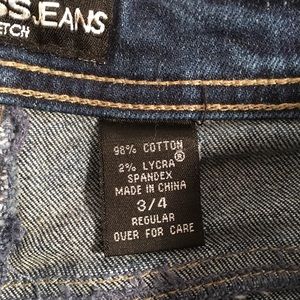 SS JEANS
ETCH
98% COTTON
2% LYCRA®
SPANDEX
MADE IN CHINA
3/4
REGULAR
OVER FOR CARE